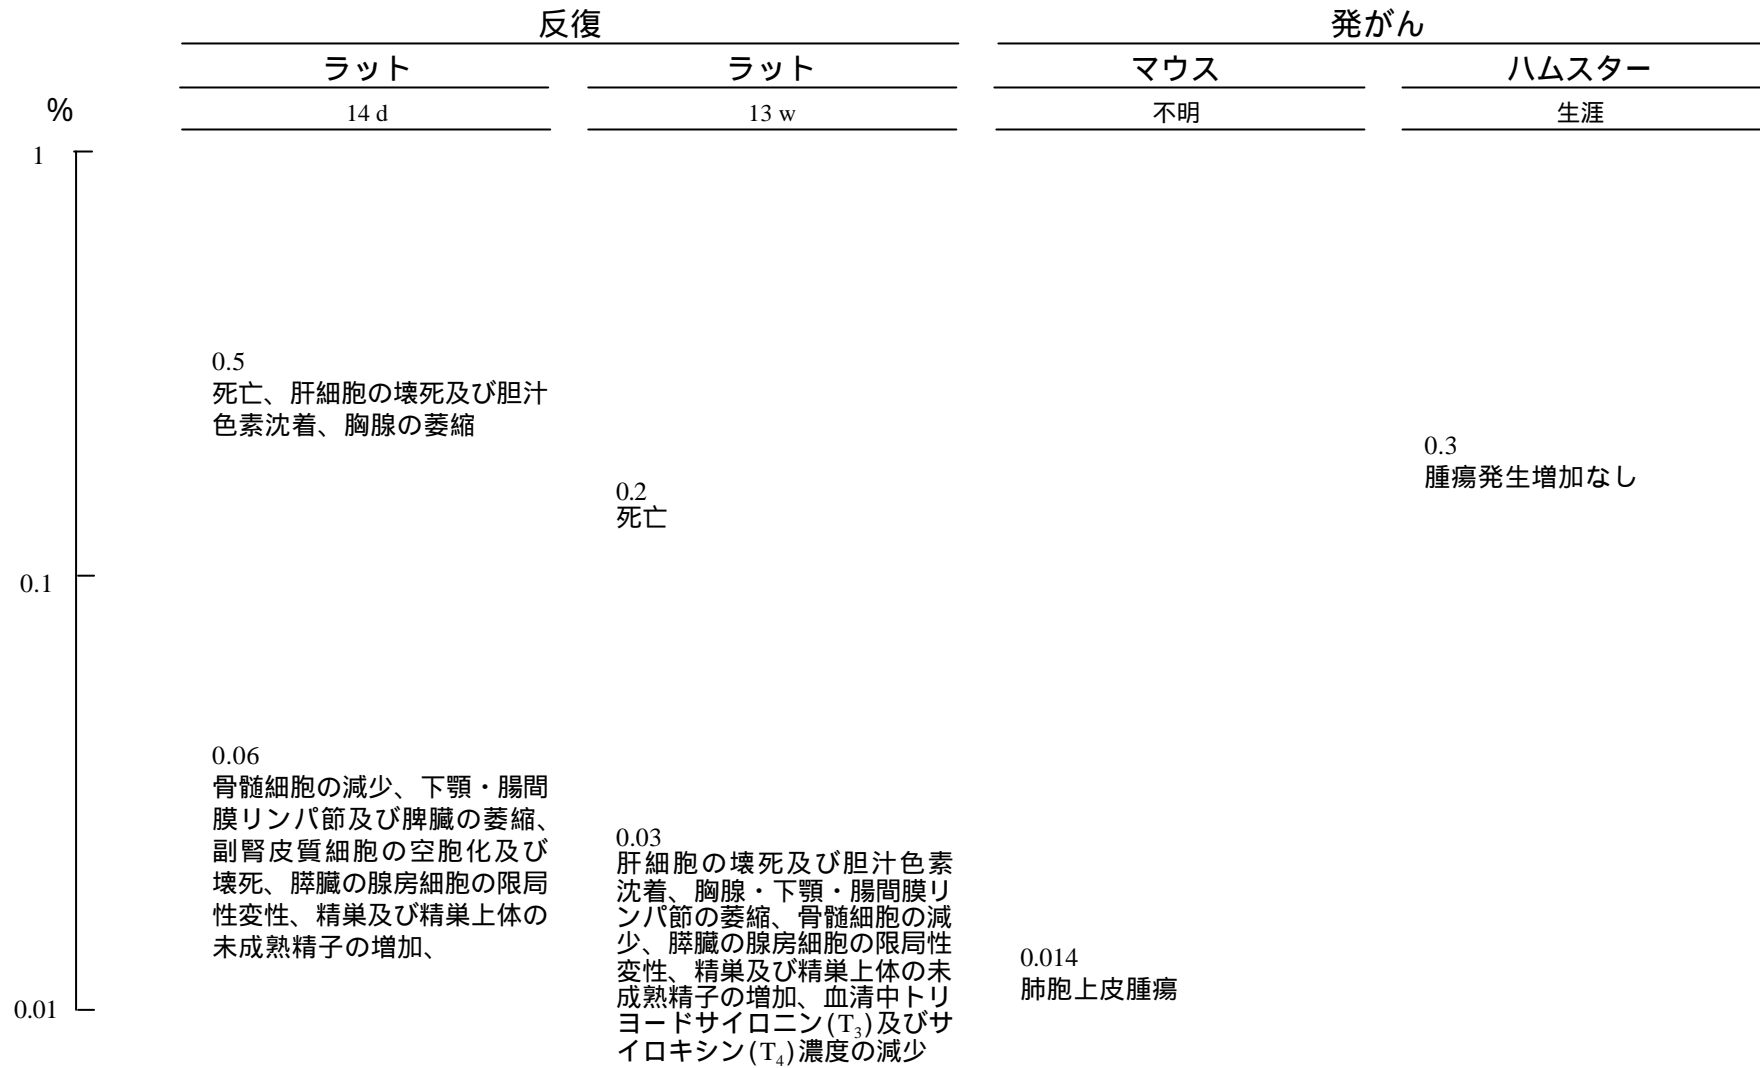 反復
発がん
ラット
ラット
マウス
ハムスター
%
14 d
13 w
不明
生涯
1
0.5
死亡、肝細胞の壊死及び胆汁
色素沈着、胸腺の萎縮
0.3
腫瘍発生増加なし
0.2
死亡
0.1
0.06
骨髄細胞の減少、下顎・腸間
膜リンパ節及び脾臓の萎縮、
副腎皮質細胞の空胞化及び
壊死、膵臓の腺房細胞の限局
性変性、精巣及び精巣上体の
未成熟精子の増加、
0.03
肝細胞の壊死及び胆汁色素
沈着、胸腺・下顎・腸間膜リ
ンパ節の萎縮、骨髄細胞の減
少、膵臓の腺房細胞の限局性
変性、精巣及び精巣上体の未
成熟精子の増加、血清中トリ
ヨードサイロニン(T₃)及びサ
イロキシン(T₄)濃度の減少
0.014
肺胞上皮腫瘍
0.01